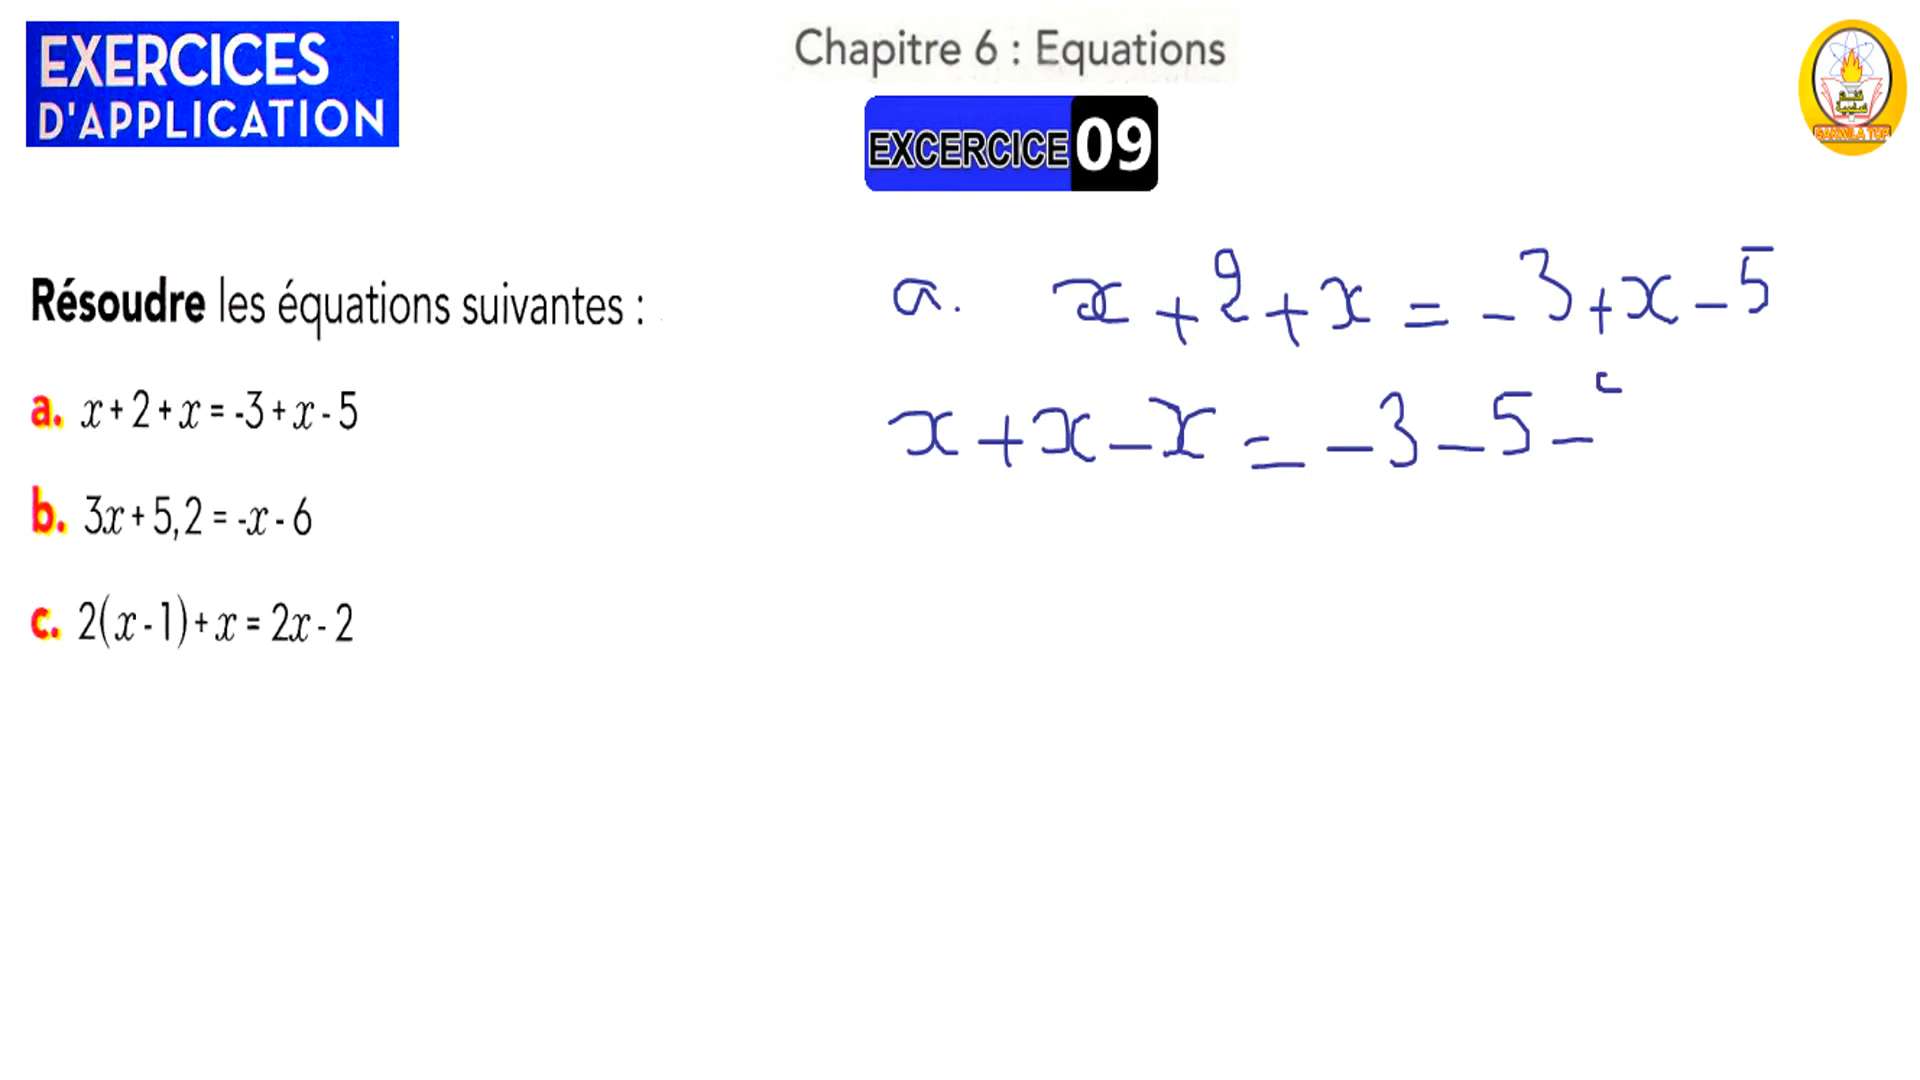 EXERCICES
D'APPLICATION
Chapitre 6 : Equations
EXCERCICE 09
Résoudre les équations suivantes :
a. x + 2 + x = -3 + x - 5
b. 3x + 5,2 = -x - 6
c. 2(x - 1) + x = 2x - 2
a. x + 2 + x = - 3 + x - 5
x + x - x = - 3 - 5 -